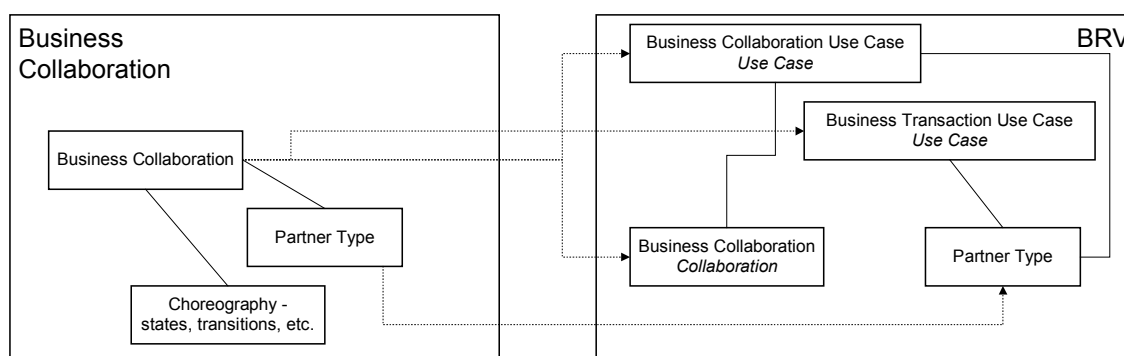 Business
Collaboration
Business Collaboration
Partner Type
Choreography -
states, transitions, etc.
BRV
Business Collaboration Use Case
Use Case
Business Transaction Use Case
Use Case
Business Collaboration
Collaboration
Partner Type